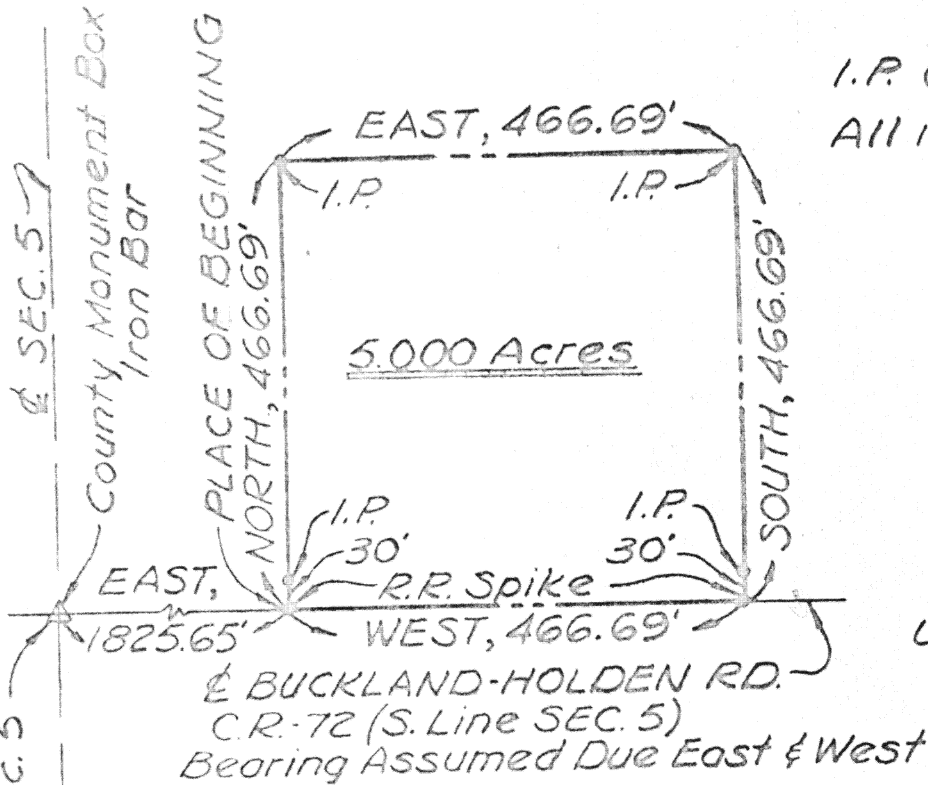 ℄ SEC. 5
County Monument Box
Iron Bar
PLACE OF BEGINNING
NORTH, 466.69'
EAST, 466.69'
I.P.
I.P.
I.P.
All
SOUTH, 466.69'
5.000 Acres
I.P.
30'
I.P.
30'
R.R. Spike
EAST,
1825.65'
WEST, 466.69'
℄ BUCKLAND-HOLDEN RD.
C.R.-72 (S. Line SEC. 5)
Bearing Assumed Due East & West
C. 5